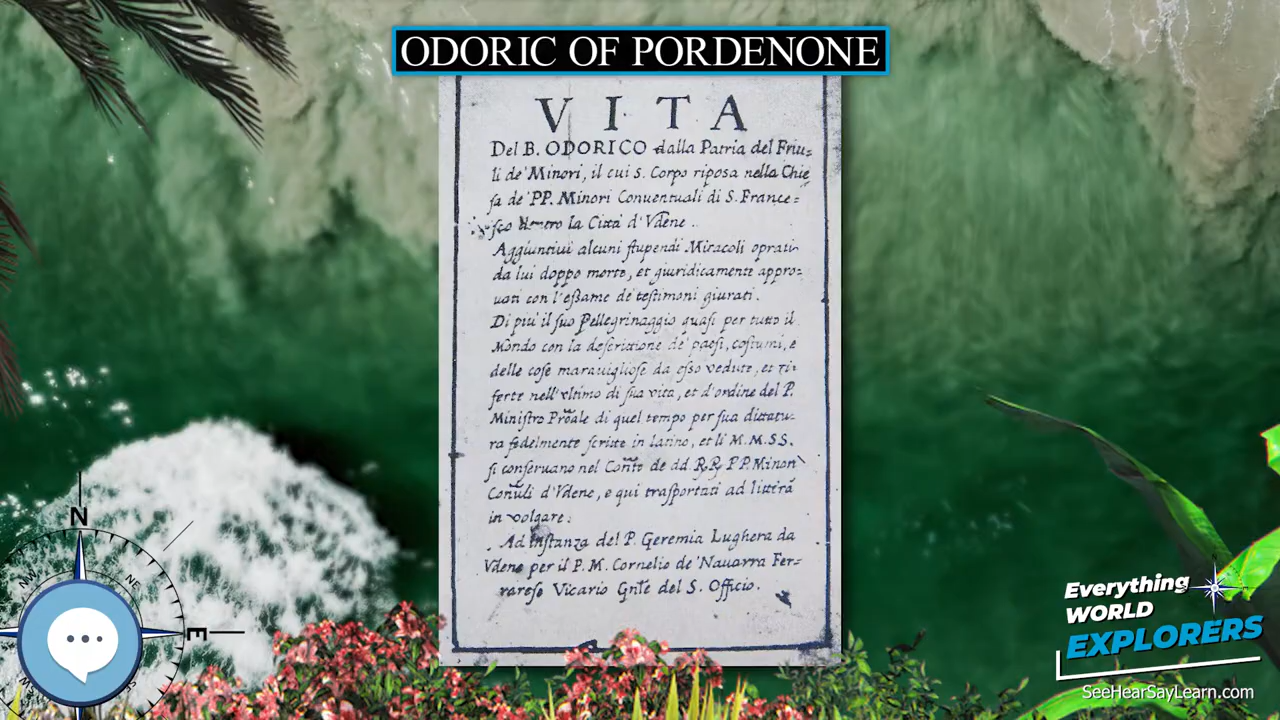 ODORIC OF PORDENONE
VITA
Del B. ODORICO dalla Patria del Friu=
li de' Minori, il cui S. Corpo riposa nella Chie
sa de' PP. Minori Conuentuali di S. France=
sco la Città d'Vdene.
Aggiuntiui alcuni stupendi Miracoli oprati
da lui doppo morte, et giuridicamente appro=
uati con l'eßame de testimoni giurati.
Di più il suo Pellegrinaggio quasi per tutto il
Mondo con la descrittione de' paesi, costumi, e
delle cose marauigliose da esso vedute, et ri=
ferte nell'vltimo di sua vita, et d'ordine del P.
Ministro Proãle di quel tempo per sua dittatu=
ra fedelmente scritte in latino, et li M.M.SS.
si conseruano nel Conto de dd. R.R. PP. Minori
Conuli d'Vdene, e qui trasportati ad litterã
in volgare.
Ad instanza del P. Geremia Lughera da
Vdene per il P. M. Cornelio de' Nauarra Fer=
rarese Vicario Gnle del S. Officio.
N
NW
NE
E
Everything
WORLD
EXPLORERS
SeeHearSayLearn.com